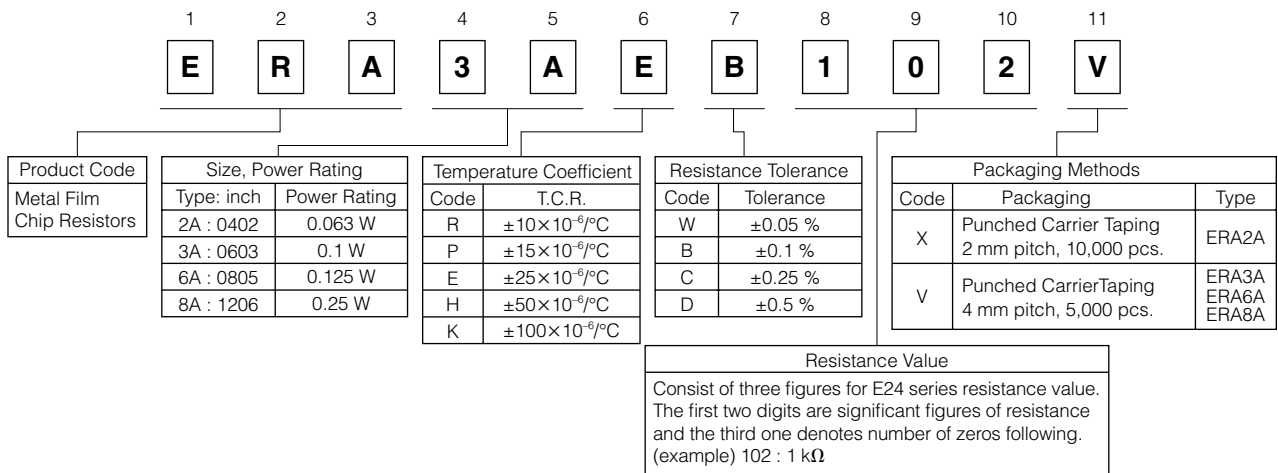 1 2 3 4 5 6 7 8 9 10 11
E R A 3 A E B 1 0 2 V
Product Code
Metal Film
Chip Resistors
Size, Power Rating
Type: inch Power Rating
2A : 0402 0.063 W
3A : 0603 0.1 W
6A : 0805 0.125 W
8A : 1206 0.25 W
Temperature Coefficient
Code T.C.R.
R ±10×10⁻⁶/°C
P ±15×10⁻⁶/°C
E ±25×10⁻⁶/°C
H ±50×10⁻⁶/°C
K ±100×10⁻⁶/°C
Resistance Tolerance
Code Tolerance
W ±0.05 %
B ±0.1 %
C ±0.25 %
D ±0.5 %
Packaging Methods
Code Packaging Type
X Punched Carrier Taping
2 mm pitch, 10,000 pcs. ERA2A
V Punched CarrierTaping
4 mm pitch, 5,000 pcs.
ERA3A
ERA6A
ERA8A
Resistance Value
Consist of three figures for E24 series resistance value.
The first two digits are significant figures of resistance
and the third one denotes number of zeros following.
(example) 102 : 1 kΩ